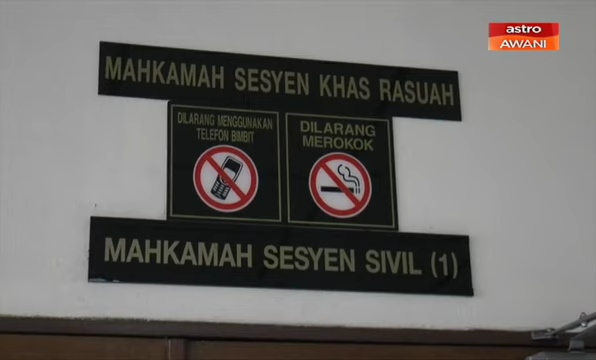 astro
AWANI
MAHKAMAH SESYEN KHAS RASUAH
DILARANG MENGGUNAKAN
TELEFON BIMBIT
DILARANG
MEROKOK
MAHKAMAH SESYEN SIVIL (1)